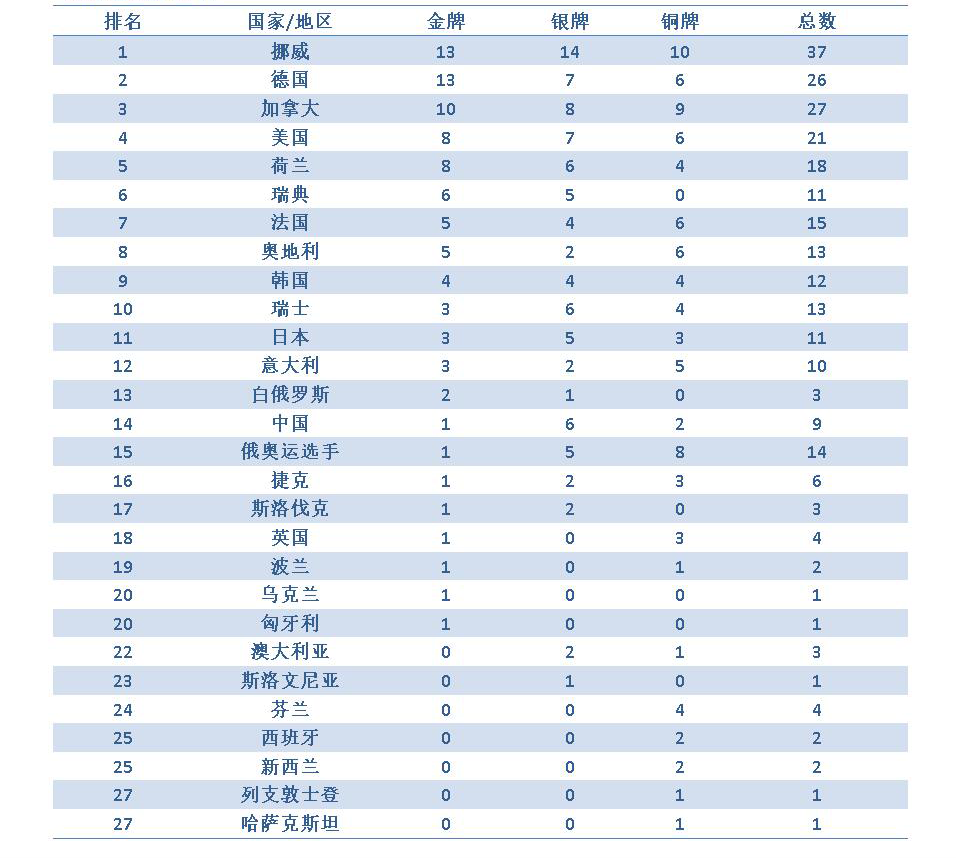 排名 国家/地区 金牌 银牌 铜牌 总数
1 挪威 13 14 10 37
2 德国 13 7 6 26
3 加拿大 10 8 9 27
4 美国 8 7 6 21
5 荷兰 8 6 4 18
6 瑞典 6 5 0 11
7 法国 5 4 6 15
8 奥地利 5 2 6 13
9 韩国 4 4 4 12
10 瑞士 3 6 4 13
11 日本 3 5 3 11
12 意大利 3 2 5 10
13 白俄罗斯 2 1 0 3
14 中国 1 6 2 9
15 俄奥运选手 1 5 8 14
16 捷克 1 2 3 6
17 斯洛伐克 1 2 0 3
18 英国 1 0 3 4
19 波兰 1 0 1 2
20 乌克兰 1 0 0 1
20 匈牙利 1 0 0 1
22 澳大利亚 0 2 1 3
23 斯洛文尼亚 0 1 0 1
24 芬兰 0 0 4 4
25 西班牙 0 0 2 2
25 新西兰 0 0 2 2
27 列支敦士登 0 0 1 1
27 哈萨克斯坦 0 0 1 1